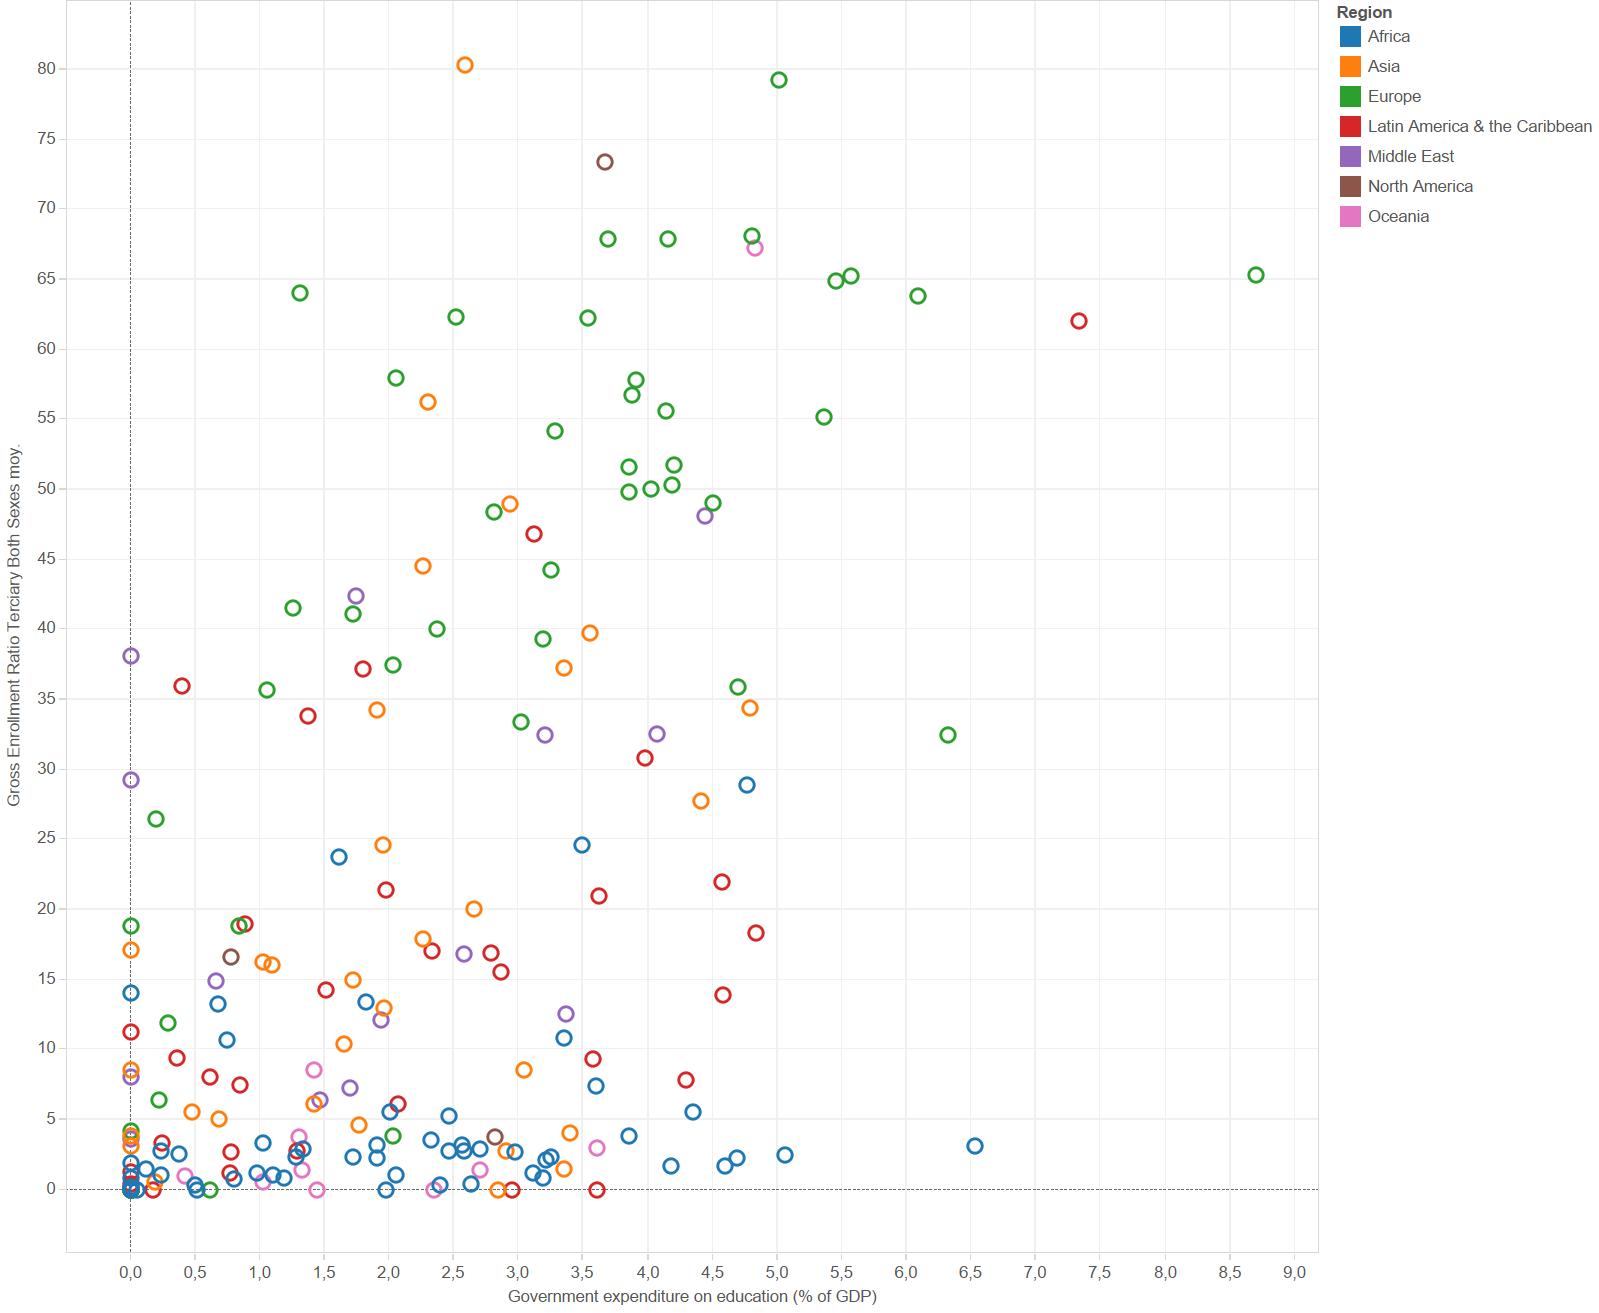 Region
Africa
Asia
Europe
Latin America & the Caribbean
Middle East
North America
Oceania
Gross Enrollment Ratio Terciary Both Sexes moy.
80
75
70
65
60
55
50
45
40
35
30
25
20
15
10
5
0
0,0 0,5 1,0 1,5 2,0 2,5 3,0 3,5 4,0 4,5 5,0 5,5 6,0 6,5 7,0 7,5 8,0 8,5 9,0
Government expenditure on education (% of GDP)